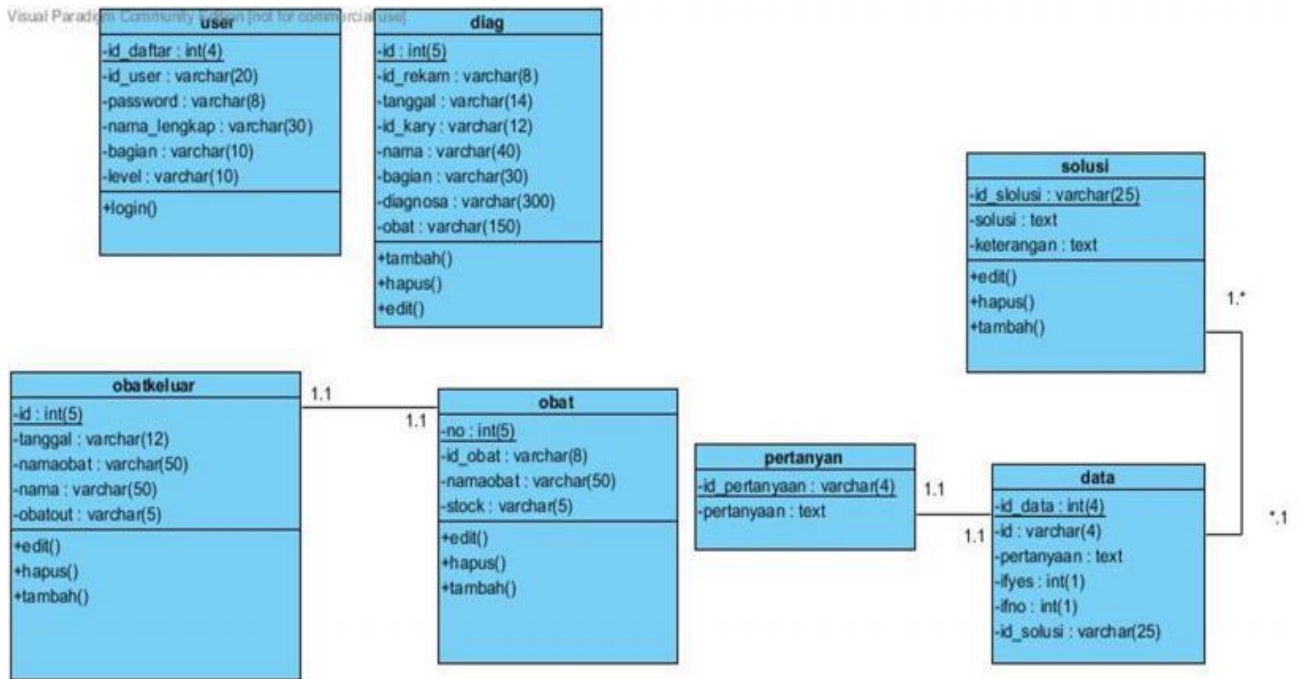 Visual Paradigm Community Edition [not for commercial use]
user
-id_daftar : int(4)
-id_user : varchar(20)
-password : varchar(8)
-nama_lengkap : varchar(30)
-bagian : varchar(10)
-level : varchar(10)
+login()
diag
-id : int(5)
-id_rekam : varchar(8)
-tanggal : varchar(14)
-id_kary : varchar(12)
-nama : varchar(40)
-bagian : varchar(30)
-diagnosa : varchar(300)
-obat : varchar(150)
+tambah()
+hapus()
+edit()
solusi
-id_slolusi : varchar(25)
-solusi : text
-keterangan : text
+edit()
+hapus()
+tambah()
1.*
obatkeluar
-id : int(5)
-tanggal : varchar(12)
-namaobat : varchar(50)
-nama : varchar(50)
-obatout : varchar(5)
+edit()
+hapus()
+tambah()
1.1
1.1
obat
-no : int(5)
-id_obat : varchar(8)
-namaobat : varchar(50)
-stock : varchar(5)
+edit()
+hapus()
+tambah()
pertanyan
-id_pertanyaan : varchar(4)
-pertanyaan : text
1.1
1.1
data
-id_data : int(4)
-id : varchar(4)
-pertanyaan : text
-ifyes : int(1)
-ifno : int(1)
-id_solusi : varchar(25)
*.1